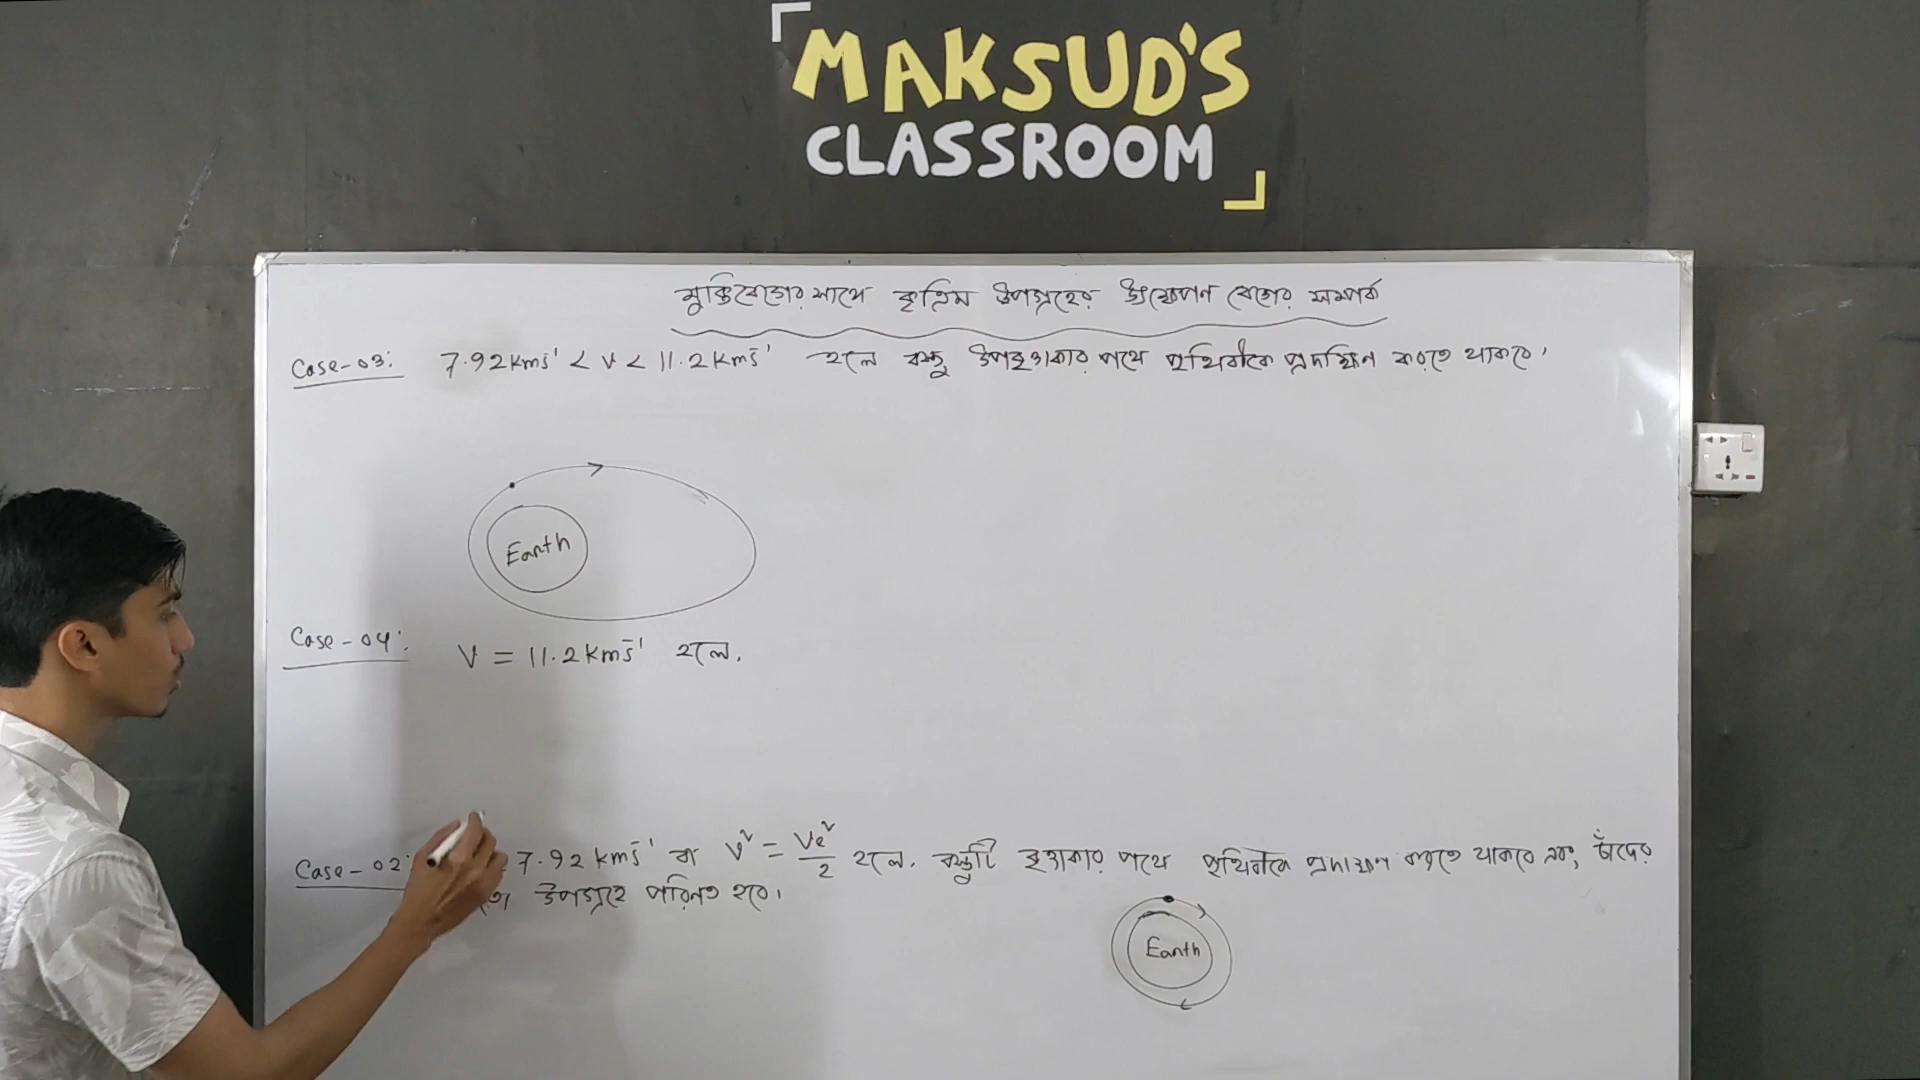 MAKSUD'S
CLASSROOM
মুক্তিবেগের সাথে কৃত্রিম উপগ্রহের উৎক্ষেপণ বেগের সম্পর্ক
Case-03: 7.92 kms⁻¹ < v < 11.2 kms⁻¹ হলে বস্তু উপবৃত্তাকার পথে পৃথিবীকে প্রদক্ষিণ করতে থাকবে।
Earth
Case-04: V = 11.2 kms⁻¹ হলে,
Case-02: 7.92 kms⁻¹ বা v² = Ve²/2 হলে, বস্তুটি বৃত্তাকার পথে পৃথিবীকে প্রদক্ষিণ করতে থাকবে এবং চাঁদের
উপগ্রহে পরিনত হবে।
Earth